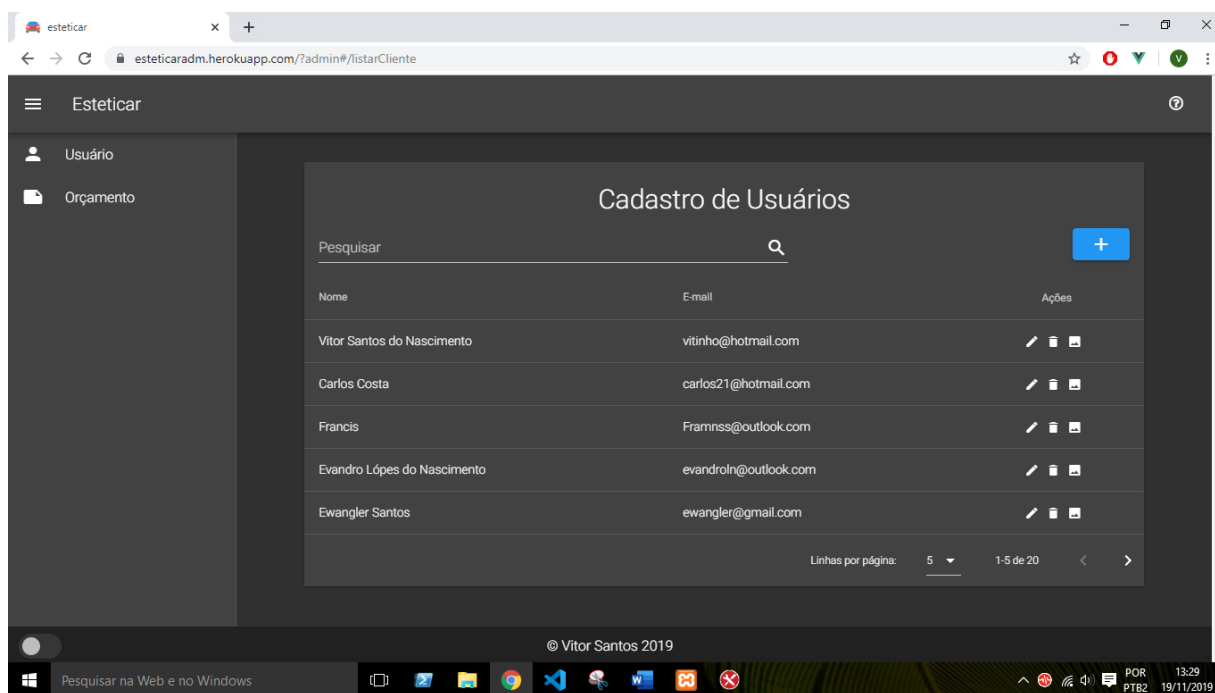 esteticar
esteticaradm.herokuapp.com/?admin#/listarCliente
V
Esteticar
Usuário
Orçamento
Cadastro de Usuários
Pesquisar
Nome E-mail Ações
Vitor Santos do Nascimento vitinho@hotmail.com
Carlos Costa carlos21@hotmail.com
Francis Framnss@outlook.com
Evandro Lópes do Nascimento evandroln@outlook.com
Ewangler Santos ewangler@gmail.com
Linhas por página: 5 1-5 de 20
© Vitor Santos 2019
Pesquisar na Web e no Windows
POR 13:29
PTB2 19/11/2019